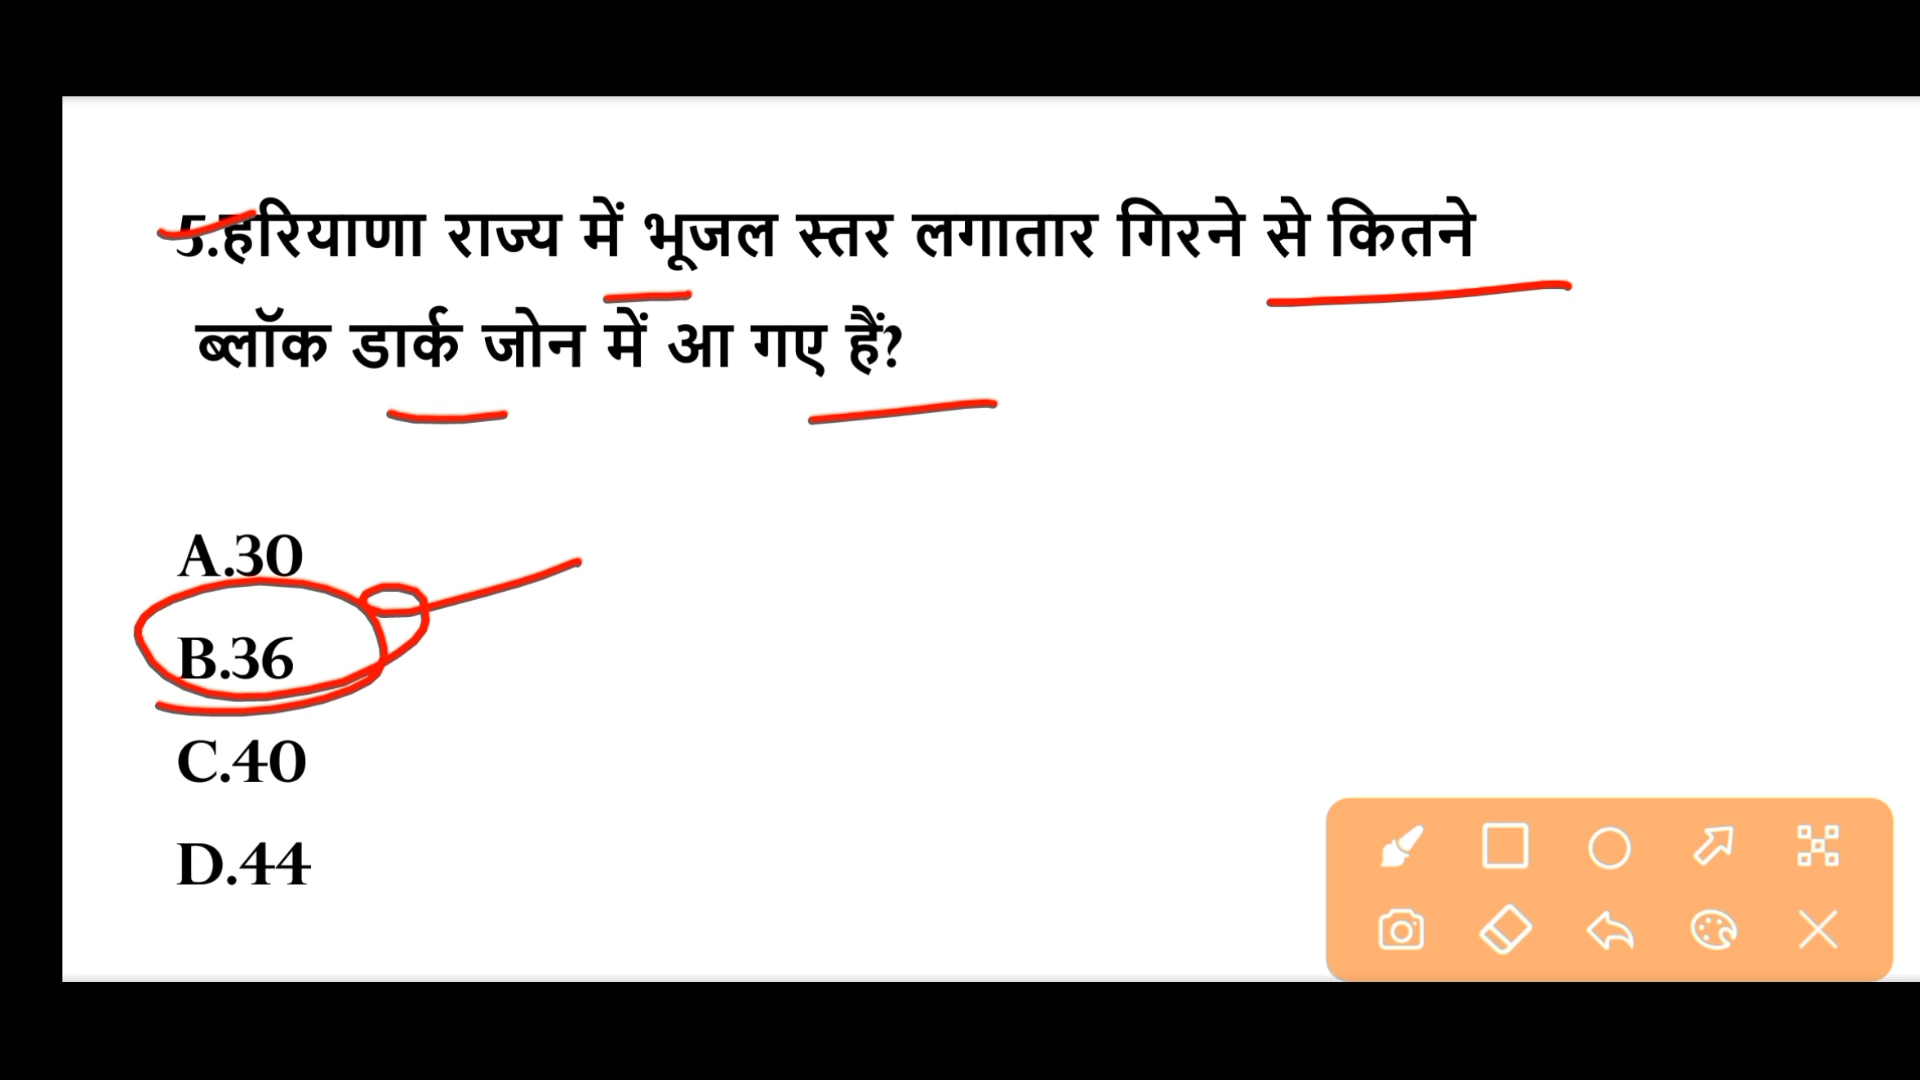 5.हरियाणा राज्य में भूजल स्तर लगातार गिरने से कितने
ब्लॉक डार्क जोन में आ गए हैं?
A.30
B.36
C.40
D.44